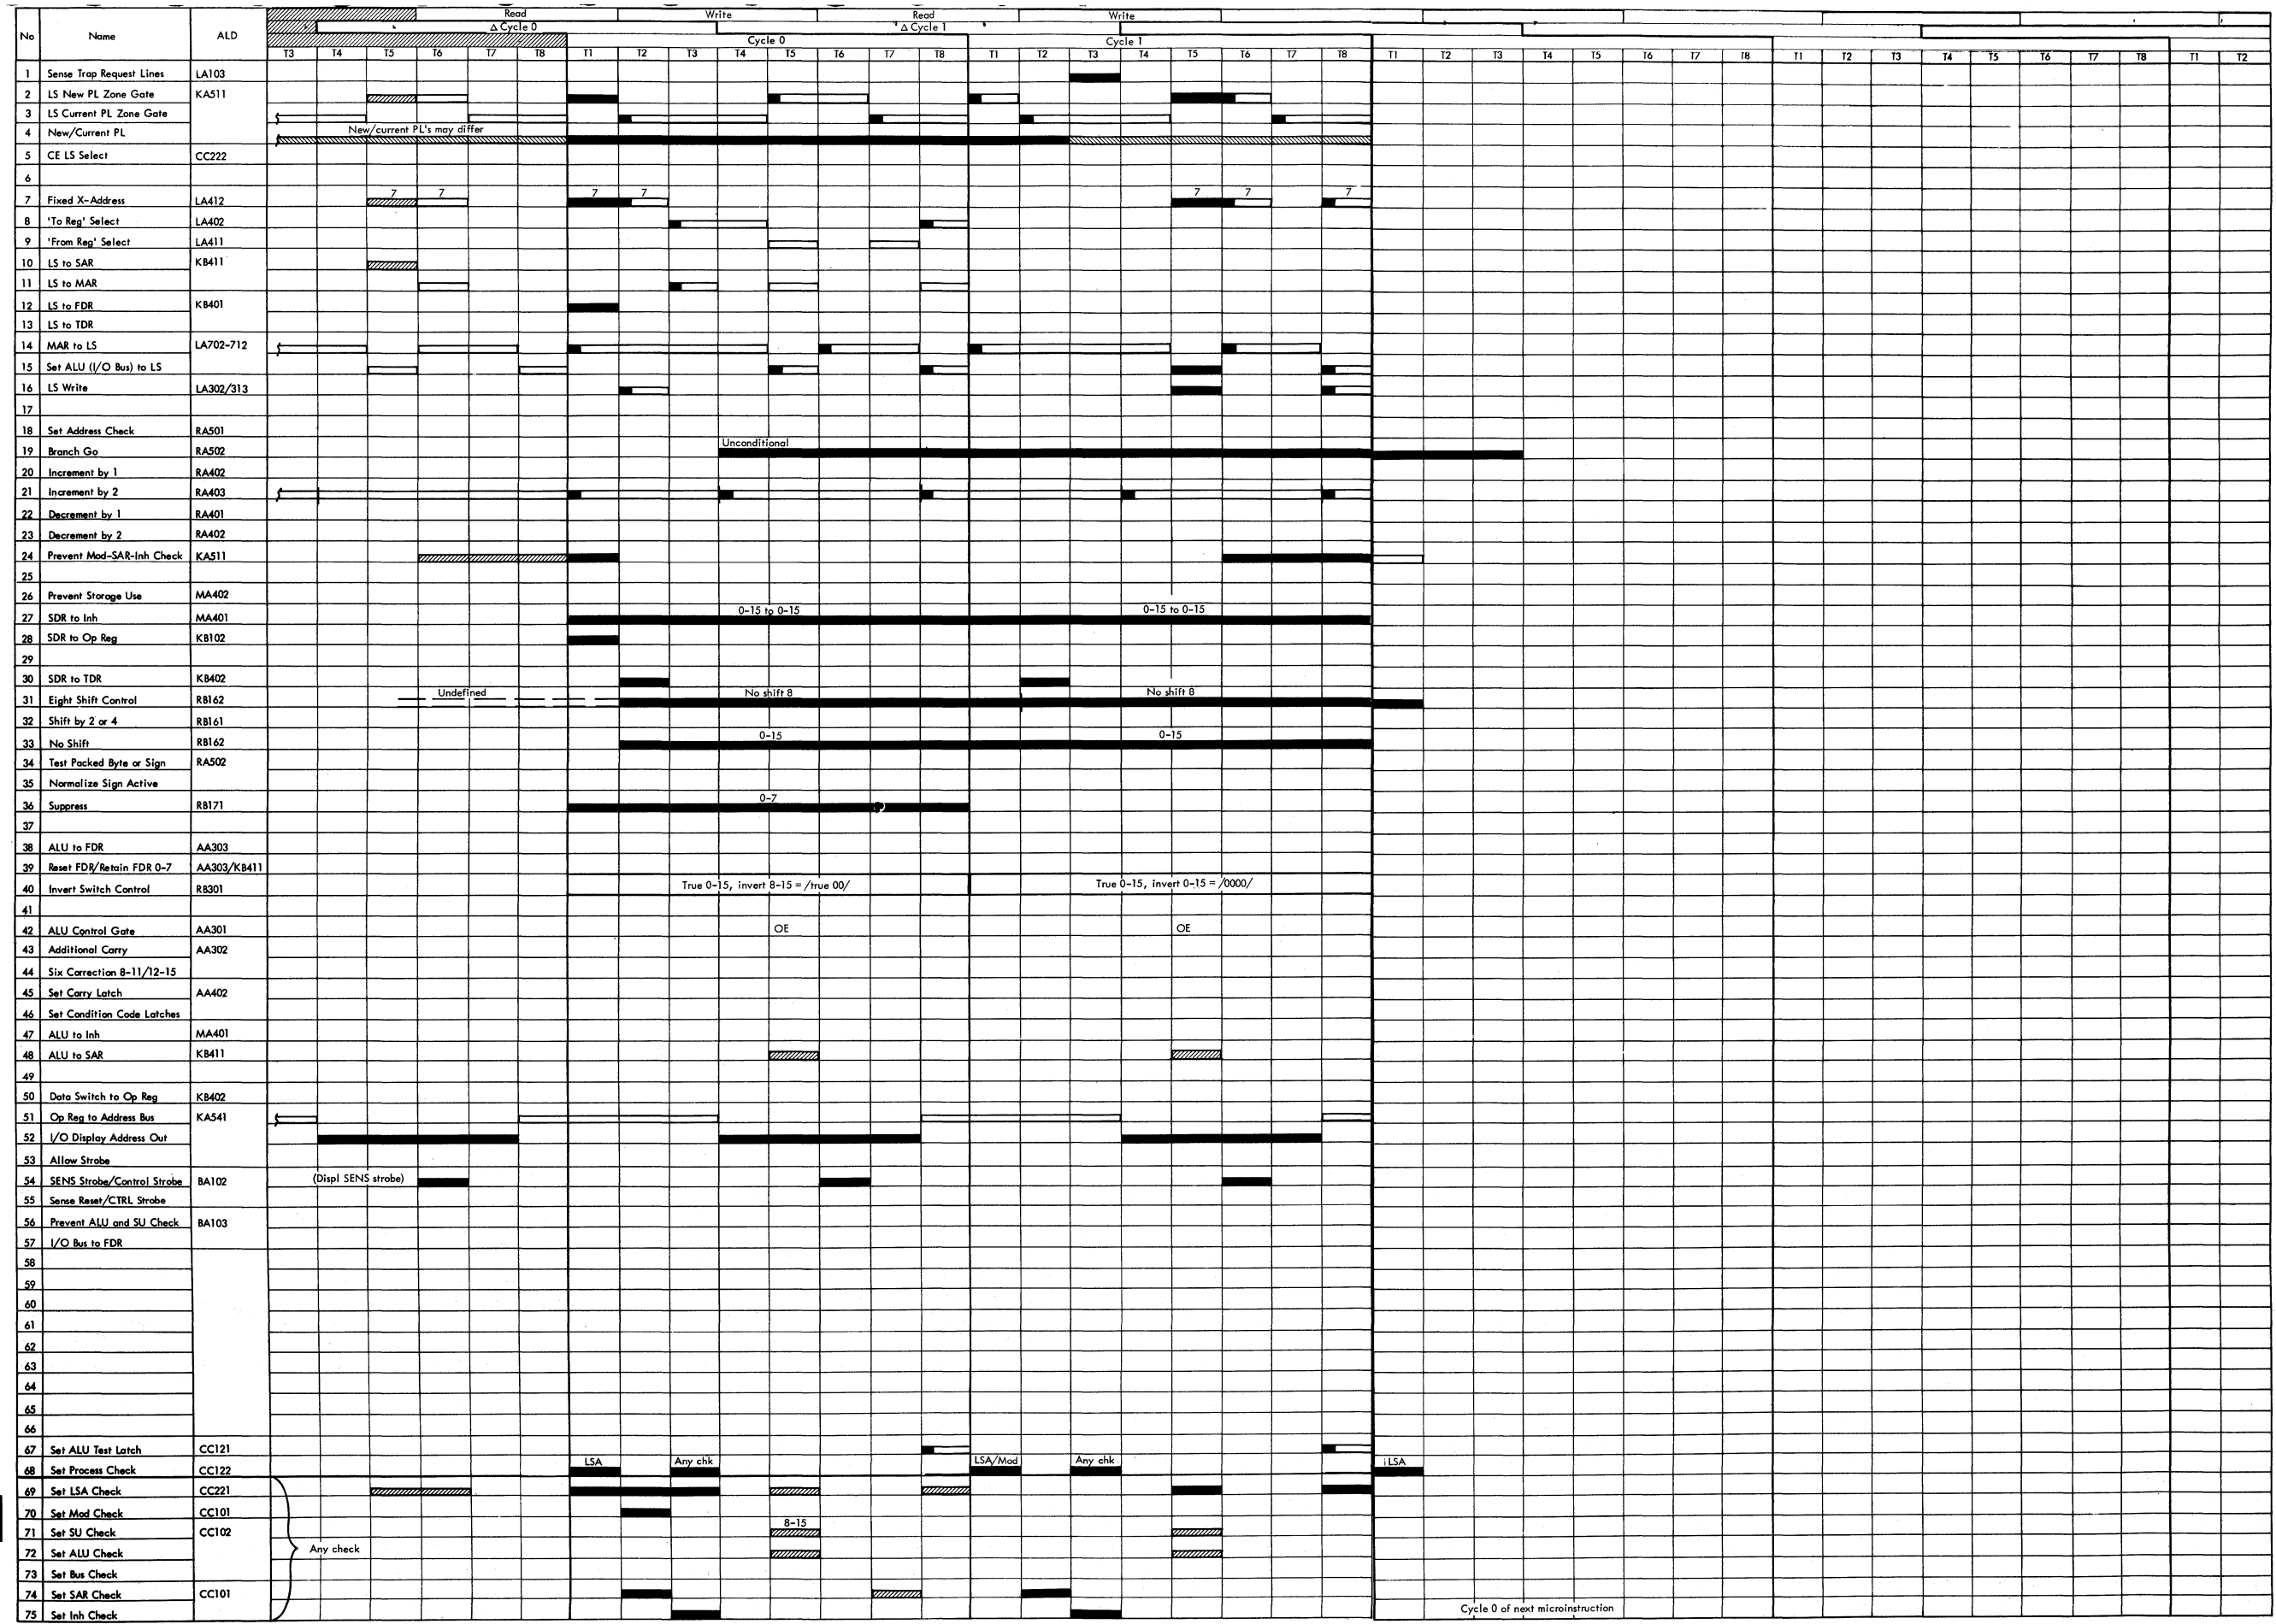 Read Write Read Write
Δ Cycle 0 Δ Cycle 1
No Name ALD Cycle 0 Cycle 1
T3 T4 T5 T6 T7 T8 T1 T2 T3 T4 T5 T6 T7 T8 T1 T2 T3 T4 T5 T6 T7 T8 T1 T2 T3 T4 T5 T6 T7 T8 T1 T2 T3 T4 T5 T6 T7 T8 T1 T2
1 Sense Trap Request Lines LA103
2 LS New PL Zone Gate KA511
3 LS Current PL Zone Gate
4 New/Current PL New/current PL's may differ
5 CE LS Select CC222
6
7 Fixed X-Address LA412 7 7 7 7 7 7 7
8 'To Reg' Select LA402
9 'From Reg' Select LA411
10 LS to SAR KB411
11 LS to MAR
12 LS to FDR KB401
13 LS to TDR
14 MAR to LS LA702-712
15 Set ALU (I/O Bus) to LS
16 LS Write LA302/313
17
18 Set Address Check RA501
19 Branch Go RA502 Unconditional
20 Increment by 1 RA402
21 Increment by 2 RA403
22 Decrement by 1 RA401
23 Decrement by 2 RA402
24 Prevent Mod-SAR-Inh Check KA511
25
26 Prevent Storage Use MA402
27 SDR to Inh MA401 0-15 to 0-15 0-15 to 0-15
28 SDR to Op Reg KB102
29
30 SDR to TDR KB402
31 Eight Shift Control RB162 Undefined No shift 8 No shift 8
32 Shift by 2 or 4 RB161
33 No Shift RB162 0-15 0-15
34 Test Packed Byte or Sign RA502
35 Normalize Sign Active
36 Suppress RB171 0-7
37
38 ALU to FDR AA303
39 Reset FDR/Retain FDR 0-7 AA303/KB411
40 Invert Switch Control RB301 True 0-15, invert 8-15 = /true 00/ True 0-15, invert 0-15 = /0000/
41
42 ALU Control Gate AA301 OE OE
43 Additional Carry AA302
44 Six Correction 8-11/12-15
45 Set Carry Latch AA402
46 Set Condition Code Latches
47 ALU to Inh MA401
48 ALU to SAR KB411
49
50 Data Switch to Op Reg KB402
51 Op Reg to Address Bus KA541
52 I/O Display Address Out
53 Allow Strobe
54 SENS Strobe/Control Strobe BA102 (Displ SENS strobe)
55 Sense Reset/CTRL Strobe
56 Prevent ALU and SU Check BA103
57 I/O Bus to FDR
58
59
60
61
62
63
64
65
66
67 Set ALU Test Latch CC121
68 Set Process Check CC122 LSA Any chk LSA/Mod Any chk LSA
69 Set LSA Check CC221
70 Set Mod Check CC101
71 Set SU Check CC102 8-15
72 Set ALU Check Any check
73 Set Bus Check
74 Set SAR Check CC101
75 Set Inh Check Cycle 0 of next microinstruction